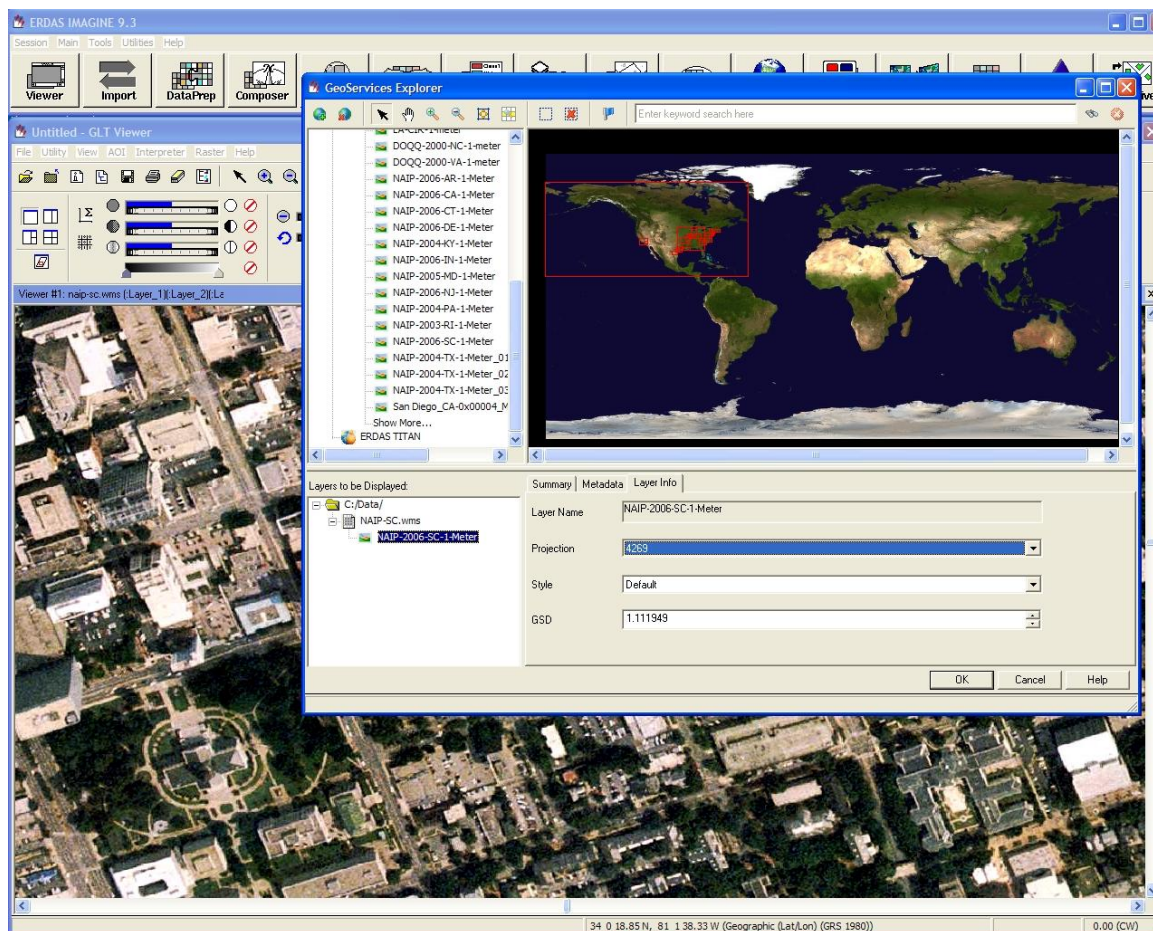 ERDAS IMAGINE 9.3
Session Main Tools Utilities Help
Viewer Import DataPrep Composer
GeoServices Explorer
Enter keyword search here
Untitled - GLT Viewer
File Utility View AOI Interpreter Raster Help
Viewer #1: naip-sc.wms (:Layer_1)(:Layer_2)(:La
LA-CIR-1-meter
DOQQ-2000-NC-1-meter
DOQQ-2000-VA-1-meter
NAIP-2006-AR-1-Meter
NAIP-2006-CA-1-Meter
NAIP-2006-CT-1-Meter
NAIP-2006-DE-1-Meter
NAIP-2004-KY-1-Meter
NAIP-2006-IN-1-Meter
NAIP-2005-MD-1-Meter
NAIP-2006-NJ-1-Meter
NAIP-2004-PA-1-Meter
NAIP-2003-RI-1-Meter
NAIP-2006-SC-1-Meter
NAIP-2004-TX-1-Meter_01
NAIP-2004-TX-1-Meter_02
NAIP-2004-TX-1-Meter_03
San Diego_CA-0x00004_M
Show More...
ERDAS TITAN
Layers to be Displayed:
C:/Data/
NAIP-SC.wms
NAIP-2006-SC-1-Meter
Summary Metadata Layer Info
Layer Name NAIP-2006-SC-1-Meter
Projection 4269
Style Default
GSD 1.111949
OK Cancel Help
34 0 18.85 N, 81 1 38.33 W (Geographic (Lat/Lon) (GRS 1980)) 0.00 (CW)